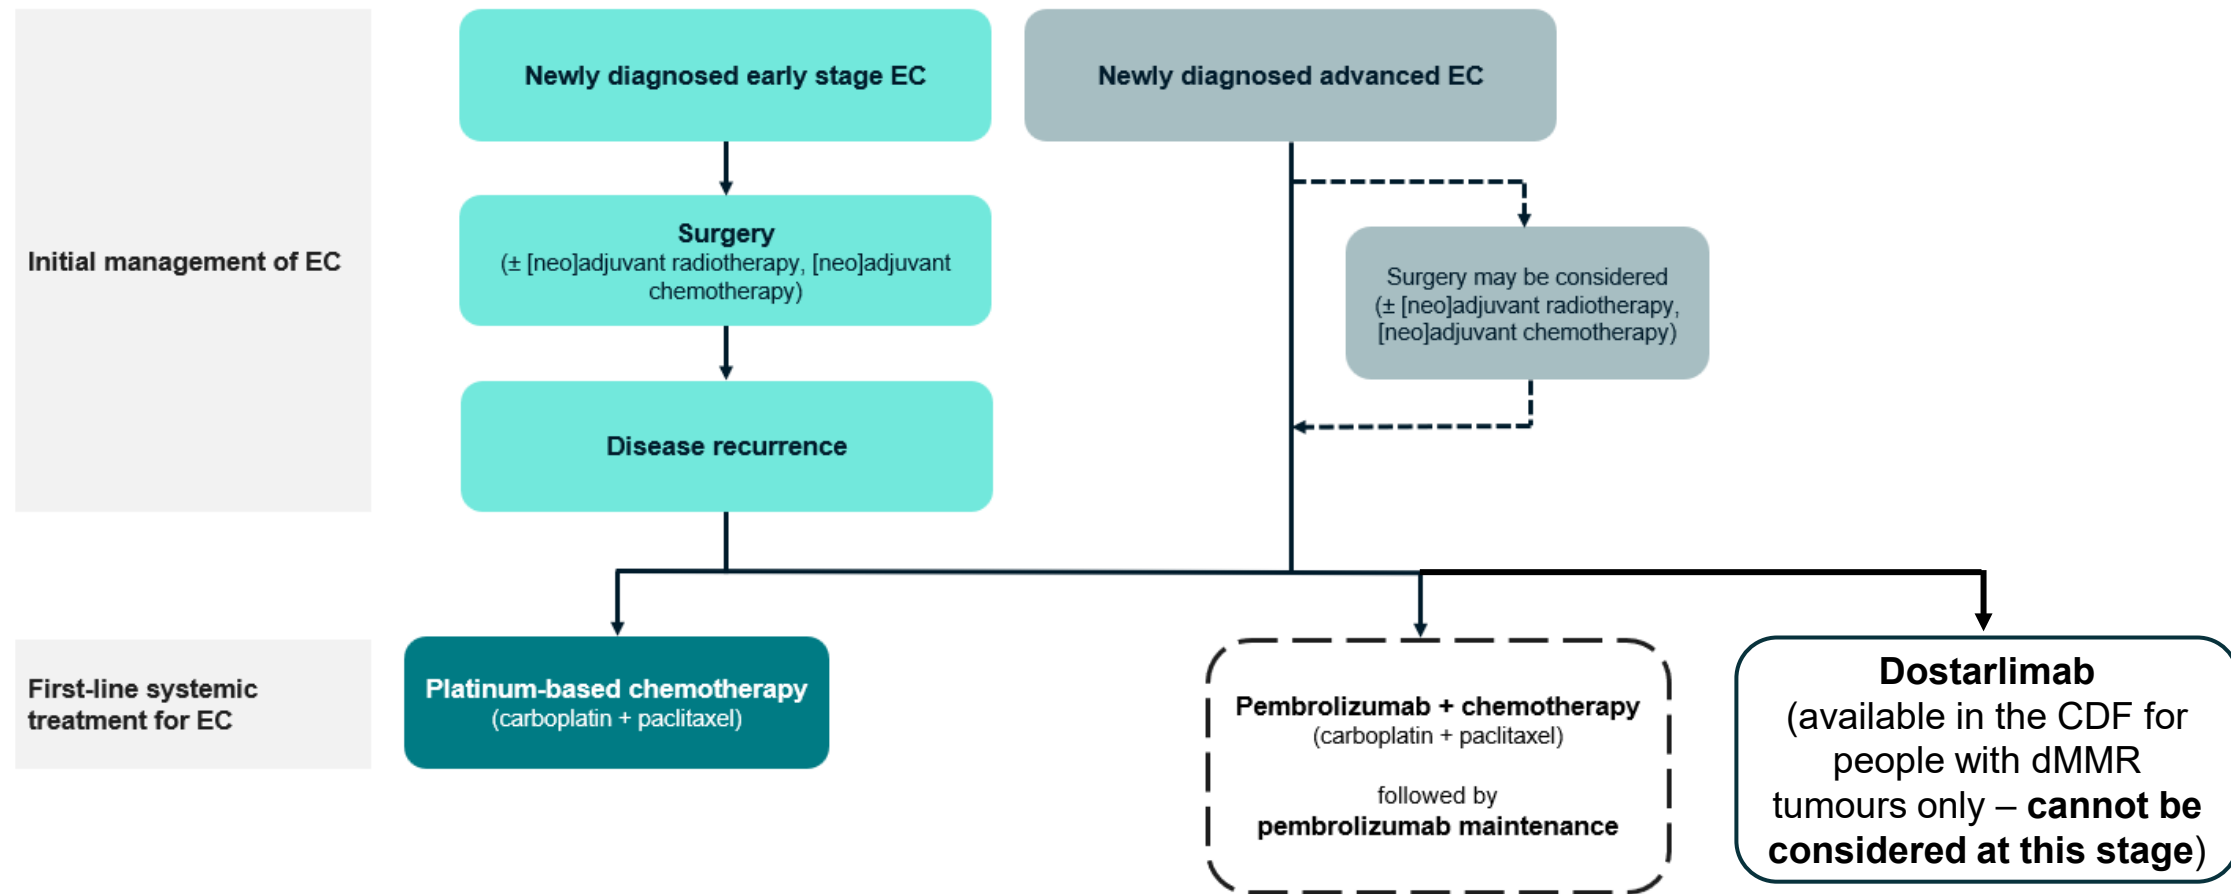 Newly diagnosed early stage EC
Newly diagnosed advanced EC
Initial management of EC
Surgery
(± [neo]adjuvant radiotherapy, [neo]adjuvant
chemotherapy)
Surgery may be considered
(± [neo]adjuvant radiotherapy,
[neo]adjuvant chemotherapy)
Disease recurrence
First-line systemic
treatment for EC
Platinum-based chemotherapy
(carboplatin + paclitaxel)
Pembrolizumab + chemotherapy
(carboplatin + paclitaxel)
followed by
pembrolizumab maintenance
Dostarlimab
(available in the CDF for
people with dMMR
tumours only – cannot be
considered at this stage)